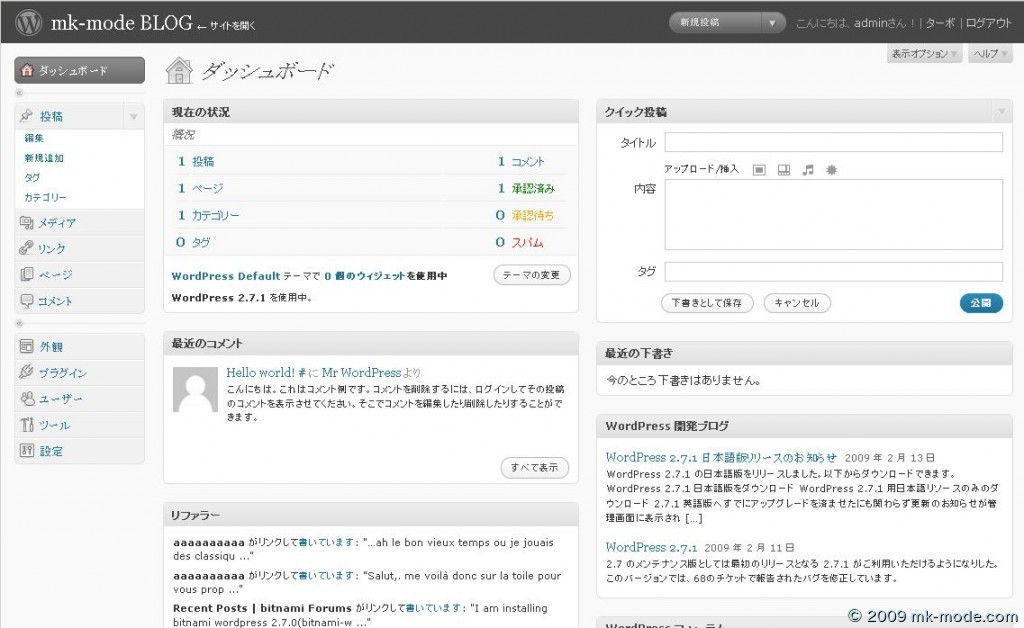 mk-mode BLOG ← サイトを開く
新規投稿
こんにちは、adminさん！ | ターボ | ログアウト
表示オプション
ヘルプ
ダッシュボード
投稿
編集
新規追加
タグ
カテゴリー
メディア
リンク
ページ
コメント
外観
プラグイン
ユーザー
ツール
設定
ダッシュボード
現在の状況
概況
1 投稿
1 コメント
1 ページ
1 承認済み
1 カテゴリー
0 承認待ち
0 タグ
0 スパム
WordPress Default テーマで 0 個のウィジェットを使用中
テーマの変更
WordPress 2.7.1 を使用中。
最近のコメント
Hello world! # に Mr WordPress より
こんにちは。これはコメント例です。コメントを削除するには、ログインしてその投稿
のコメントを表示させてください。そこでコメントを編集したり削除したりすることがで
きます。
すべて表示
リファラー
aaaaaaaaaa がリンクして書いています: "...ah le bon vieux temps ou je jouais
des classiqu ..."
aaaaaaaaaa がリンクして書いています: "Salut,. me voilà donc sur la toile pour
vous prop ..."
Recent Posts | bitnami Forums がリンクして書いています: "I am installing
bitnami wordpress 2.7.0(bitnami-w ..."
クイック投稿
タイトル
アップロード/挿入
内容
タグ
下書きとして保存
キャンセル
公開
最近の下書き
今のところ下書きはありません。
WordPress 開発ブログ
WordPress 2.7.1 日本語版リリースのお知らせ 2009 年 2 月 13 日
WordPress 2.7.1 の日本語版をリリースしました。以下からダウンロードできます。
WordPress 2.7.1 日本語版をダウンロード WordPress 2.7.1 用日本語リソースのみのダ
ウンロード 2.7.1 英語版へすでにアップグレードを済ませたにも関わらず更新のお知らせが管
理画面に表示され [...]
WordPress 2.7.1 2009 年 2 月 11 日
2.7 のメンテナンス版としては最初のリリースとなる 2.7.1 がご利用いただけるようになりした。
このバージョンでは、68のチケットで報告されたバグを修正しています。
WordPress フォーラム
© 2009 mk-mode.com